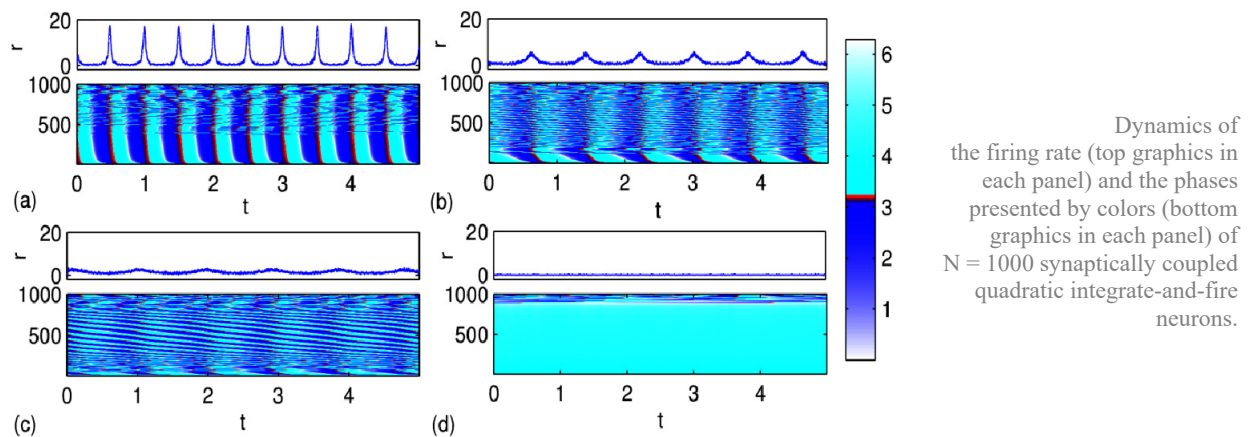 20
r
0
1000
500
0 1 2 3 4
(a)
t
20
r
0
1000
500
0 1 2 3 4
(b)
t
6
5
4
3
2
1
20
r
0
1000
500
0 1 2 3 4
(c)
t
20
r
0
1000
500
0 1 2 3 4
(d)
t
Dynamics of
the firing rate (top graphics in
each panel) and the phases
presented by colors (bottom
graphics in each panel) of
N = 1000 synaptically coupled
quadratic integrate-and-fire
neurons.